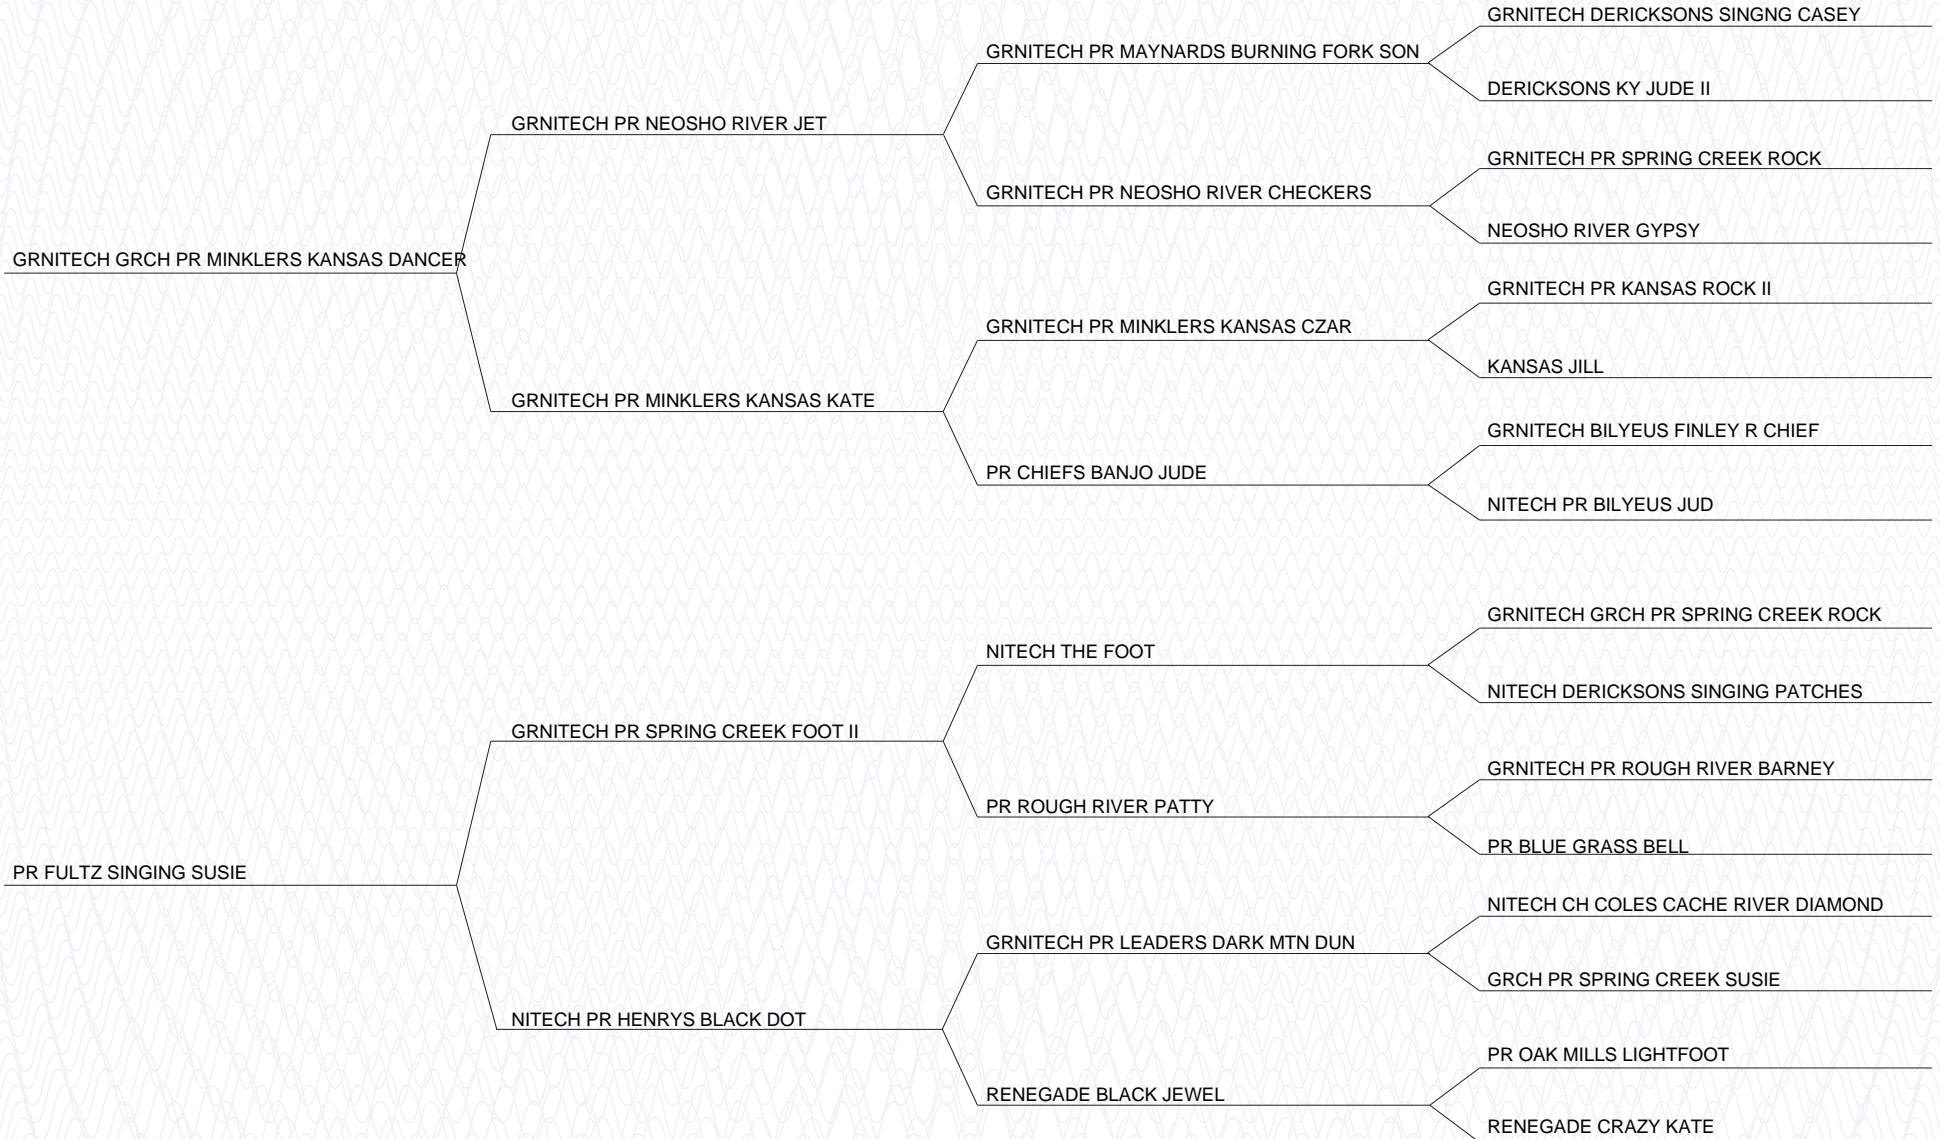 GRNITECH DERICKSONS SINGNG CASEY
GRNITECH PR MAYNARDS BURNING FORK SON
DERICKSONS KY JUDE II
GRNITECH PR NEOSHO RIVER JET
GRNITECH PR SPRING CREEK ROCK
GRNITECH PR NEOSHO RIVER CHECKERS
NEOSHO RIVER GYPSY
GRNITECH GRCH PR MINKLERS KANSAS DANCER
GRNITECH PR KANSAS ROCK II
GRNITECH PR MINKLERS KANSAS CZAR
KANSAS JILL
GRNITECH PR MINKLERS KANSAS KATE
GRNITECH BILYEUS FINLEY R CHIEF
PR CHIEFS BANJO JUDE
NITECH PR BILYEUS JUD
GRNITECH GRCH PR SPRING CREEK ROCK
NITECH THE FOOT
NITECH DERICKSONS SINGING PATCHES
GRNITECH PR SPRING CREEK FOOT II
GRNITECH PR ROUGH RIVER BARNEY
PR ROUGH RIVER PATTY
PR BLUE GRASS BELL
PR FULTZ SINGING SUSIE
NITECH CH COLES CACHE RIVER DIAMOND
GRNITECH PR LEADERS DARK MTN DUN
GRCH PR SPRING CREEK SUSIE
NITECH PR HENRYS BLACK DOT
PR OAK MILLS LIGHTFOOT
RENEGADE BLACK JEWEL
RENEGADE CRAZY KATE